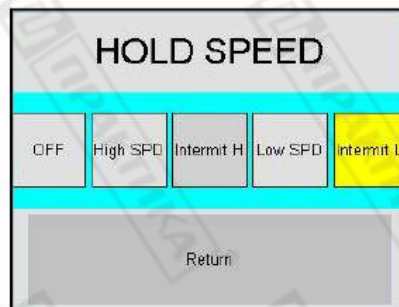 HOLD SPEED
OFF High SPD Intermit H Low SPD Intermit L
Return